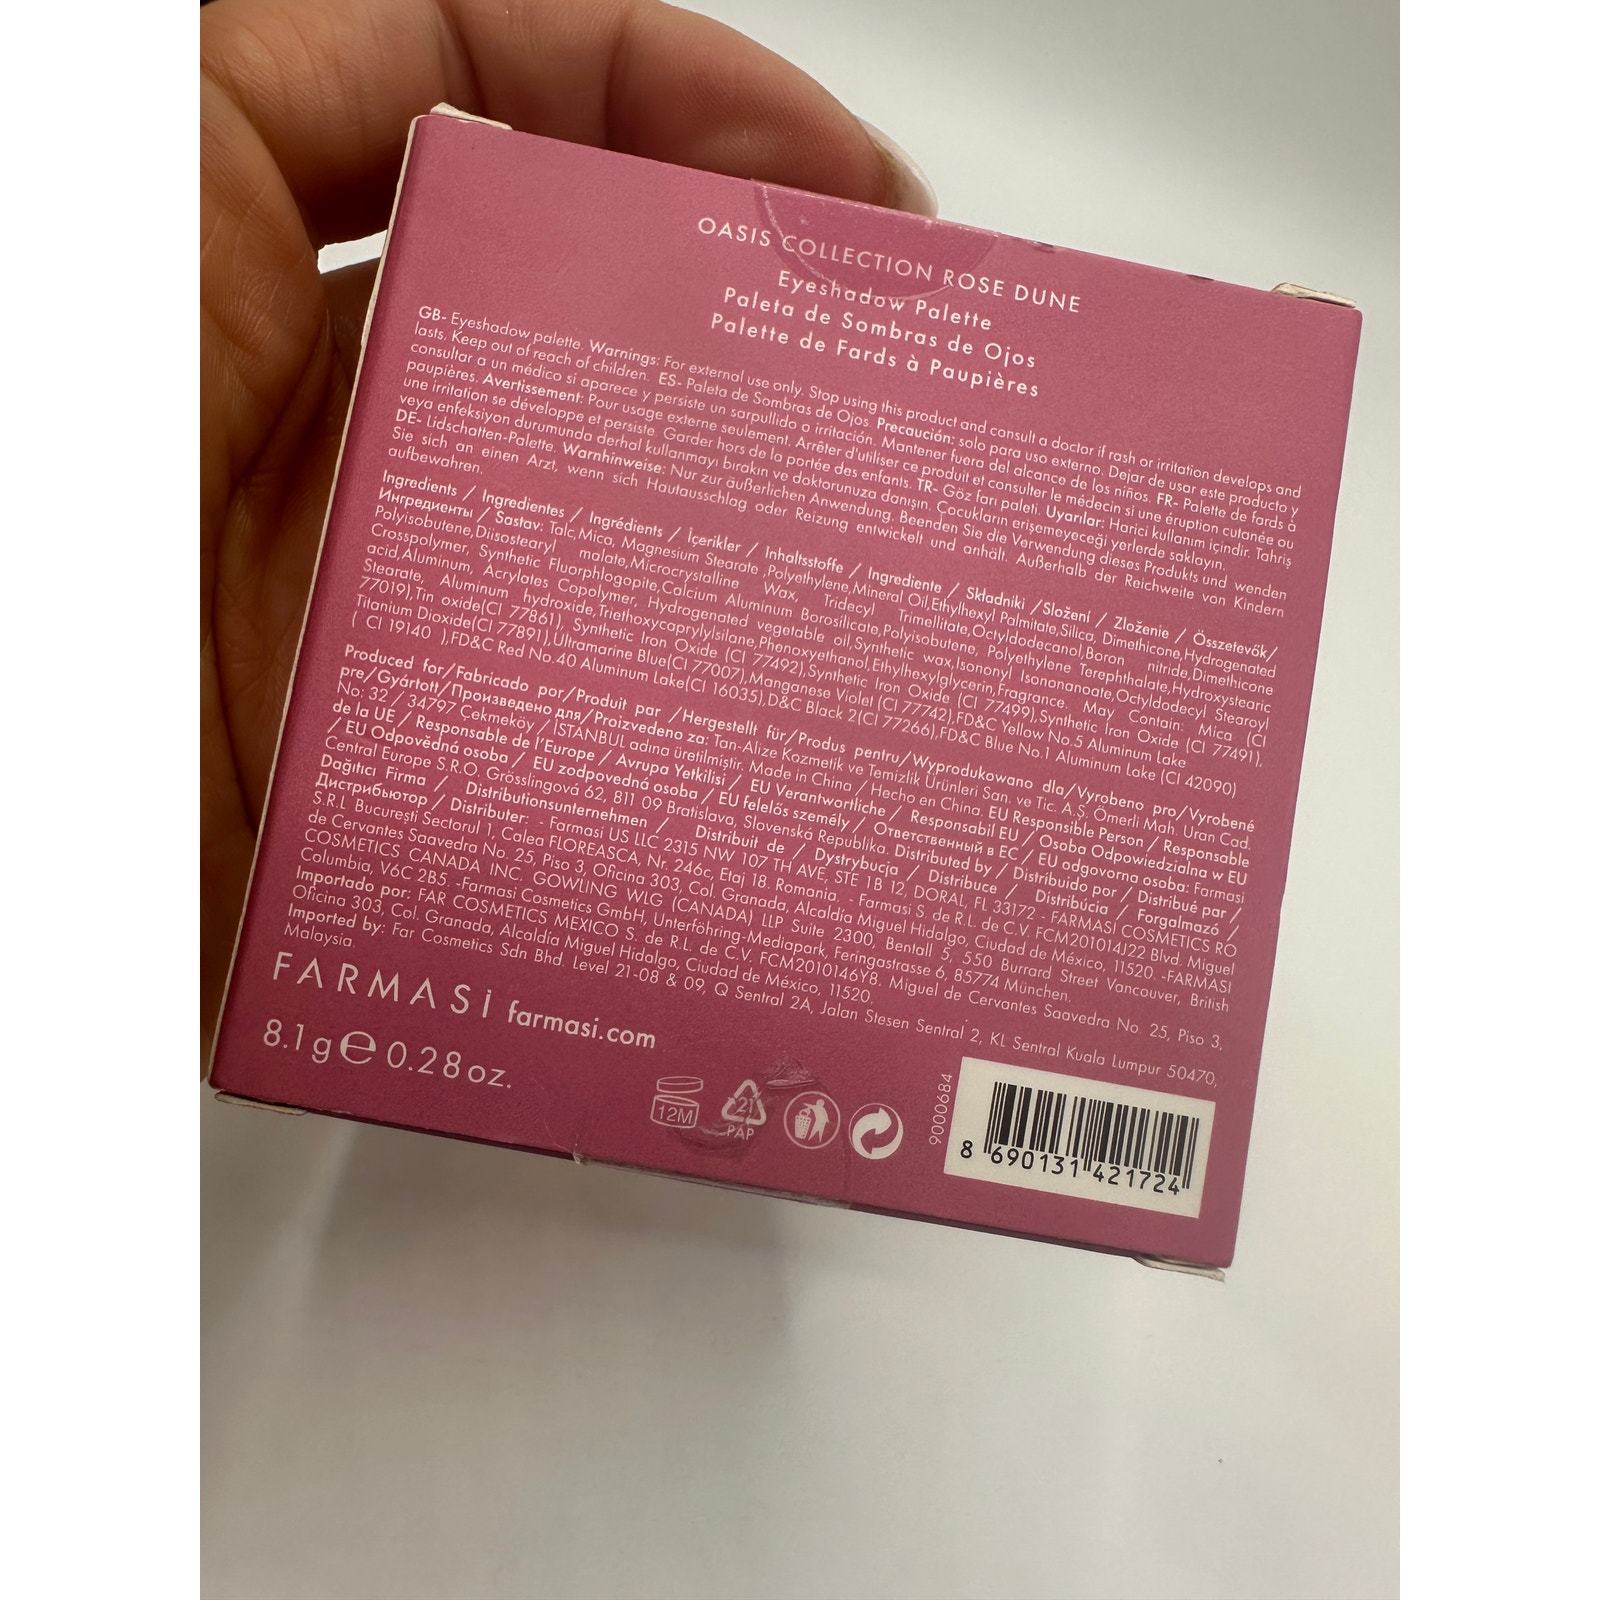 OASIS COLLECTION ROSE DUNE
Eyeshadow Palette
Paleta de Sombras de Ojos
Palette de Fards à Paupières
GB- Eyeshadow palette. Warnings: For external use only. Stop using this product and consult a doctor if rash or irritation develops and
lasts. Keep out of reach of children. ES- Paleta de Sombras de Ojos. Precaución: solo para uso externo. Dejar de usar este producto y
consultar a un médico si aparece y persiste un sarpullido o irritación. Mantener fuera del alcance de los niños. FR- Palette de fards à
paupières. Avertissement: Pour usage externe seulement. Arrêter d'utiliser ce produit et consulter le médecin si une éruption cutanée ou
une irritation se développe et persiste. Garder hors de la portée des enfants. TR- Göz farı paleti. Uyarılar: Harici kullanım içindir. Tahriş
veya enfeksiyon durumunda derhal kullanmayı bırakın ve doktorunuza danışın. Çocukların erişemeyeceği yerlerde saklayın.
DE- Lidschatten-Palette. Warnhinweise: Nur zur äußerlichen Anwendung. Beenden Sie die Verwendung dieses Produkts und wenden
Sie sich an einen Arzt, wenn sich Hautausschlag oder Reizung entwickelt und anhält. Außerhalb der Reichweite von Kindern
aufbewahren.
Ingredients / Ingredientes / Ingrédients / İçerikler / Inhaltsstoffe / Ingrediente / Składniki /Složení / Zloženie / Összetevők/
Ингредиенты / Sastav: Talc,Mica, Magnesium Stearate ,Polyethylene,Mineral Oil,Ethylhexyl Palmitate,Silica, Dimethicone,Hydrogenated
Polyisobutene,Diisostearyl malate,Microcrystalline Wax, Tridecyl Trimellitate,Octyldodecanol,Boron nitride,Dimethicone
Crosspolymer, Synthetic Fluorphlogopite,Calcium Aluminum Borosilicate,Polyisobutene, Polyethylene Terephthalate,Hydroxystearic
acid,Aluminum, Acrylates Copolymer, Hydrogenated vegetable oil,Synthetic wax,Isononyl Isononanoate,Octyldodecyl Stearoyl
Stearate, Aluminum hydroxide,Triethoxycaprylylsilane,Phenoxyethanol,Ethylhexylglycerin,Fragrance. May Contain: Mica (CI
77019),Tin oxide(CI 77861), Synthetic Iron Oxide (CI 77492),Synthetic Iron Oxide (CI 77499),Synthetic Iron Oxide (CI 77491),
Titanium Dioxide(CI 77891),Ultramarine Blue(CI 77007),Manganese Violel (CI 77742),FD&C Yellow No.5 Aluminum Lake
( CI 19140 ),FD&C Red No.40 Aluminum Lake(CI 16035),D&C Black 2(CI 77266),FD&C Blue No.1 Aluminum Lake (CI 42090)
Produced for/Fabricado por/Produit par /Hergestellt für/Produs pentru/Wyprodukowano dla/Vyrobeno pro/Vyrobené
pre/Gyártott/Произведено для/Proizvedeno za: Tan-Alize Kozmetik ve Temizlik Ürünleri San. ve Tic. A.Ş. Ömerli Mah. Uran Cad.
No: 32 / 34797 Çekmeköy / İSTANBUL adına üretilmiştir. Made in China / Hecho en China. EU Responsible Person / Responsable
de la UE / Responsable de l'Europe / Avrupa Yetkilisi / EU Verantwortliche / Responsabil EU / Osoba Odpowiedzialna w EU
/ EU Odpovědná osoba / EU zodpovedná osoba / EU felelős személy / Ответственный в ЕС / EU odgovorna osoba: Farmasi
Central Europe S.R.O. Grösslingová 62, 811 09 Bratislava, Slovenská Republika. Distributed by / Distribuido por / Distribué par /
Dağıtıcı Firma / Distributionsunternehmen / Distribuit de / Dystrybucja / Distribuce / Distribúcia / Forgalmazó /
Дистрибьютор / Distributer: - Farmasi US LLC 2315 NW 107 TH AVE, STE 1B 12, DORAL, FL 33172 - FARMASI COSMETICS RO
S.R.L Bucureşti Sectorul 1, Calea FLOREASCA, Nr. 246c, Etaj 18. Romania. - Farmasi S. de R.L. de C.V. FCM201014J22 Blvd. Miguel
de Cervantes Saavedra No. 25, Piso 3, Oficina 303, Col. Granada, Alcaldía Miguel Hidalgo, Ciudad de México, 11520. -FARMASI
COSMETICS CANADA INC. GOWLING WLG (CANADA) LLP Suite 2300, Bentall 5, 550 Burrard Street Vancouver, British
Columbia, V6C 2B5. -Farmasi Cosmetics GmbH, Unterföhring-Mediapark, Feringastrasse 6, 85774 München.
Importado por: FAR COSMETICS MEXICO S. de R.L. de C.V. FCM2010146Y8. Miguel de Cervantes Saavedra No. 25, Piso 3,
Oficina 303, Col. Granada, Alcaldía Miguel Hidalgo, Ciudad de México, 11520.
Imported by: Far Cosmetics Sdn Bhd. Level 21-08 & 09, Q Sentral 2A, Jalan Stesen Sentral 2, KL Sentral Kuala Lumpur 50470,
Malaysia.
FARMASİ farmasi.com
8.1g℮0.28oz.
12M
21
PAP
9000684
8 690131 421724